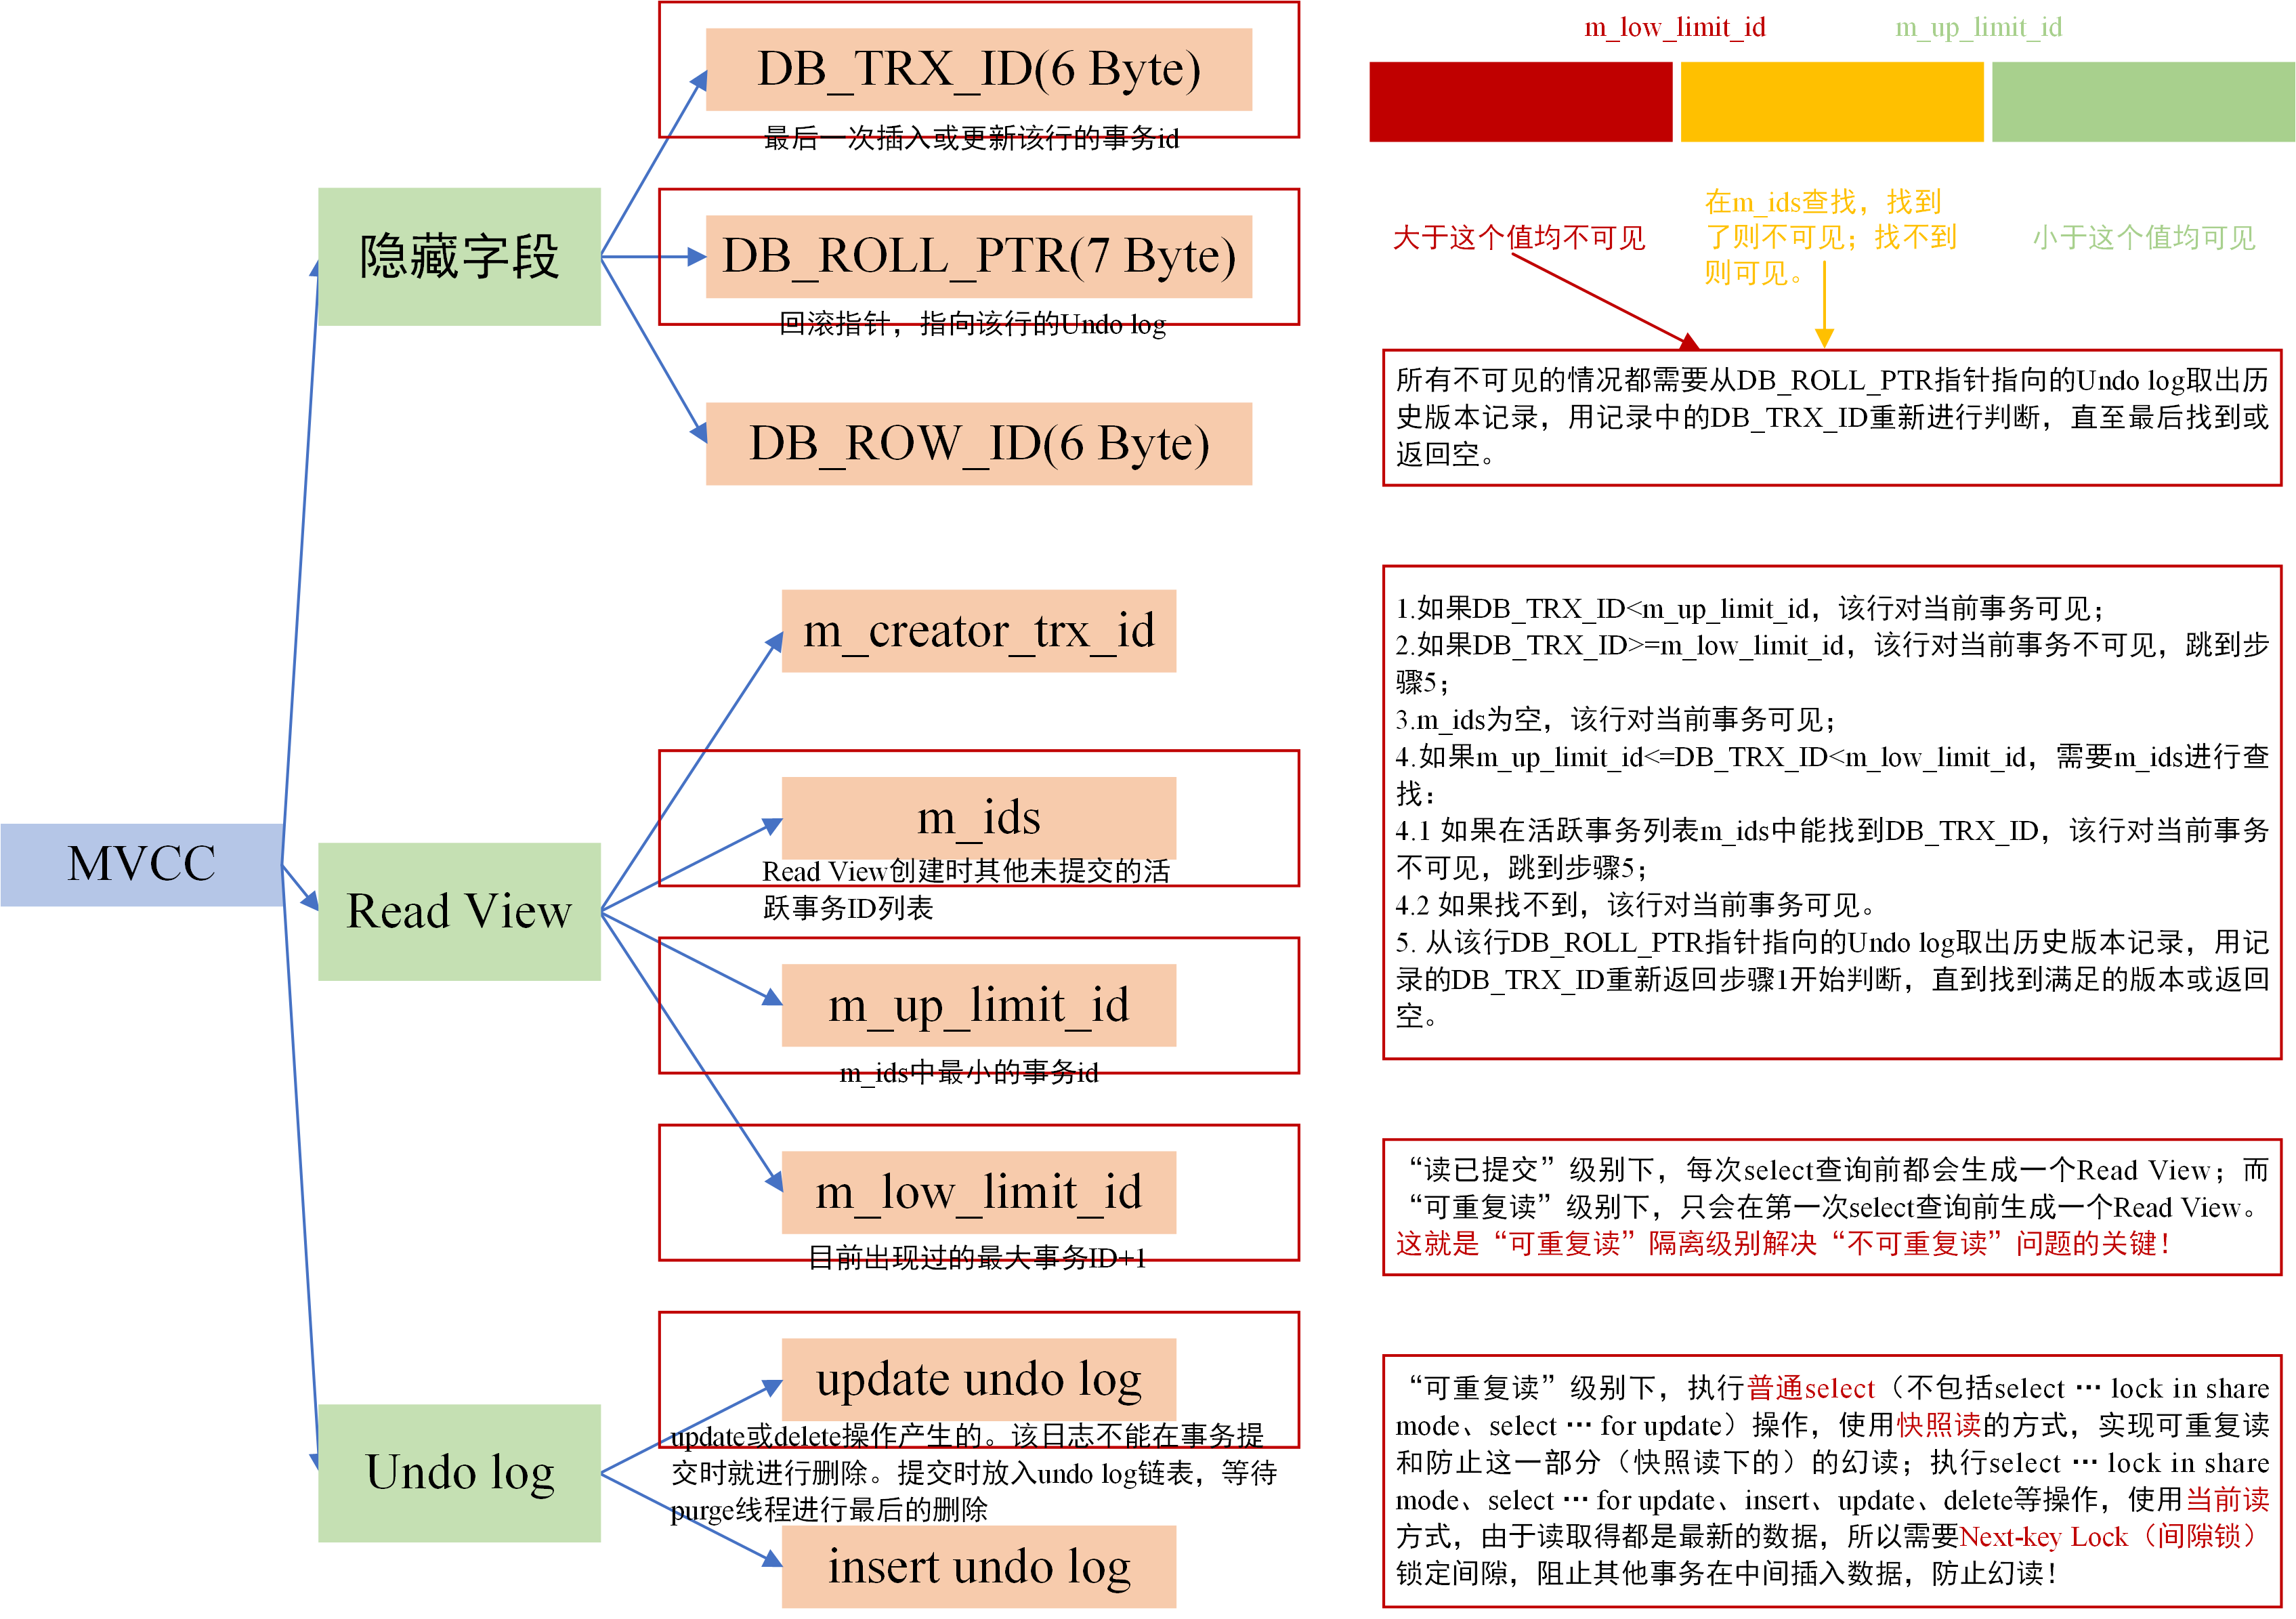 MVCC
隐藏字段
DB_TRX_ID(6 Byte)
最后一次插入或更新该行的事务id
DB_ROLL_PTR(7 Byte)
回滚指针，指向该行的Undo log
DB_ROW_ID(6 Byte)
Read View
m_creator_trx_id
m_ids
Read View创建时其他未提交的活
跃事务ID列表
m_up_limit_id
m_ids中最小的事务id
m_low_limit_id
目前出现过的最大事务ID+1
Undo log
update undo log
update或delete操作产生的。该日志不能在事务提
交时就进行删除。提交时放入undo log链表，等待
purge线程进行最后的删除
insert undo log
m_low_limit_id
m_up_limit_id
大于这个值均不可见
在m_ids查找，找到
了则不可见；找不到
则可见。
小于这个值均可见
所有不可见的情况都需要从DB_ROLL_PTR指针指向的Undo log取出历
史版本记录，用记录中的DB_TRX_ID重新进行判断，直至最后找到或
返回空。
1.如果DB_TRX_ID<m_up_limit_id，该行对当前事务可见；
2.如果DB_TRX_ID>=m_low_limit_id，该行对当前事务不可见，跳到步
骤5；
3.m_ids为空，该行对当前事务可见；
4.如果m_up_limit_id<=DB_TRX_ID<m_low_limit_id，需要m_ids进行查
找：
4.1 如果在活跃事务列表m_ids中能找到DB_TRX_ID，该行对当前事务
不可见，跳到步骤5；
4.2 如果找不到，该行对当前事务可见。
5. 从该行DB_ROLL_PTR指针指向的Undo log取出历史版本记录，用记
录的DB_TRX_ID重新返回步骤1开始判断，直到找到满足的版本或返回
空。
“读已提交”级别下，每次select查询前都会生成一个Read View；而
“可重复读”级别下，只会在第一次select查询前生成一个Read View。
这就是“可重复读”隔离级别解决“不可重复读”问题的关键！
“可重复读”级别下，执行普通select（不包括select … lock in share
mode、select … for update）操作，使用快照读的方式，实现可重复读
和防止这一部分（快照读下的）的幻读；执行select … lock in share
mode、select … for update、insert、update、delete等操作，使用当前读
方式，由于读取得都是最新的数据，所以需要Next-key Lock（间隙锁）
锁定间隙，阻止其他事务在中间插入数据，防止幻读！